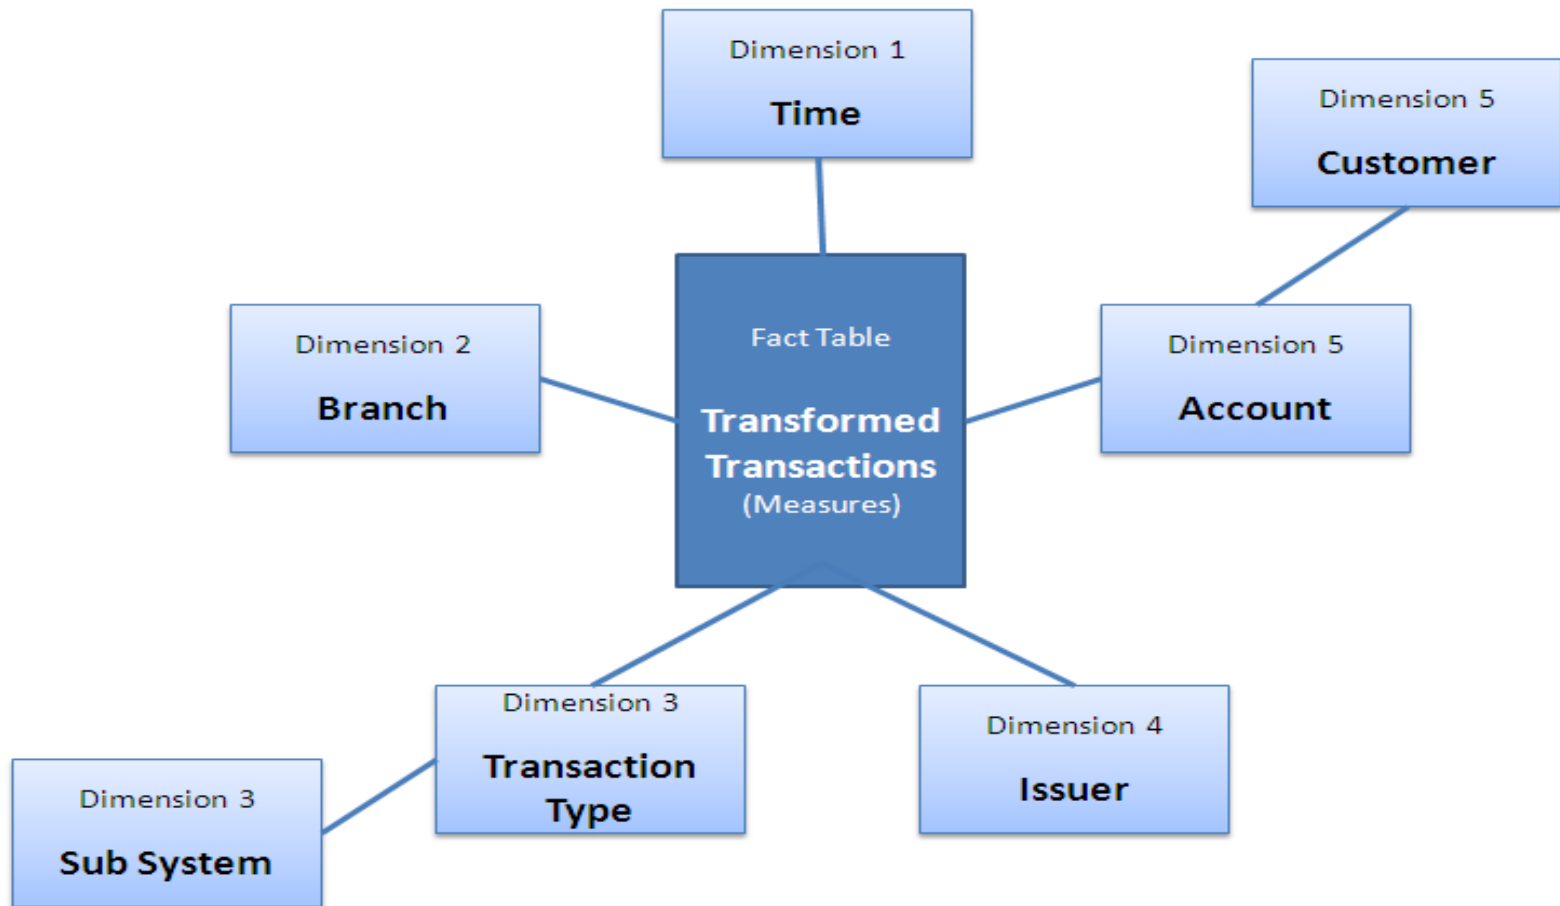 Dimension 1
Time
Dimension 5
Customer
Dimension 2
Branch
Fact Table
Transformed
Transactions
(Measures)
Dimension 5
Account
Dimension 3
Transaction
Type
Dimension 4
Issuer
Dimension 3
Sub System